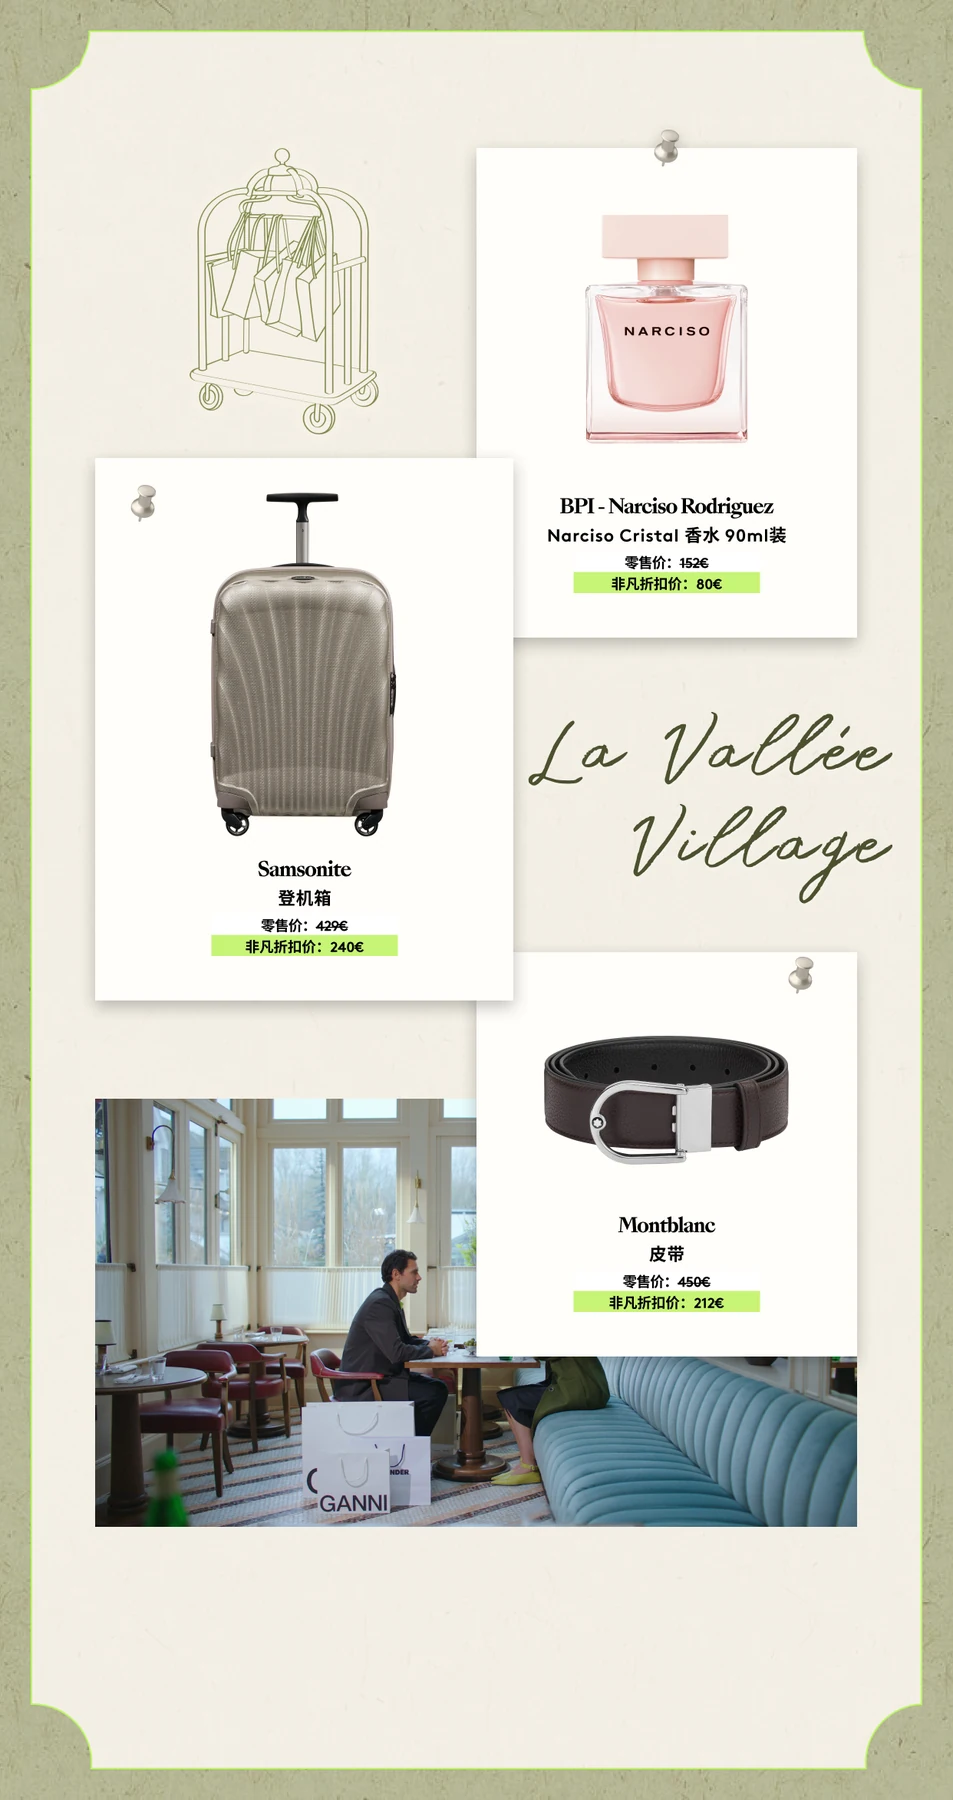 NARCISO
BPI - Narciso Rodriguez
Narciso Cristal 香水 90ml装
零售价：152€
非凡折扣价：80€
Samsonite
登机箱
零售价：429€
非凡折扣价：240€
La Vallée
Village
Montblanc
皮带
零售价：450€
非凡折扣价：212€
GANNI